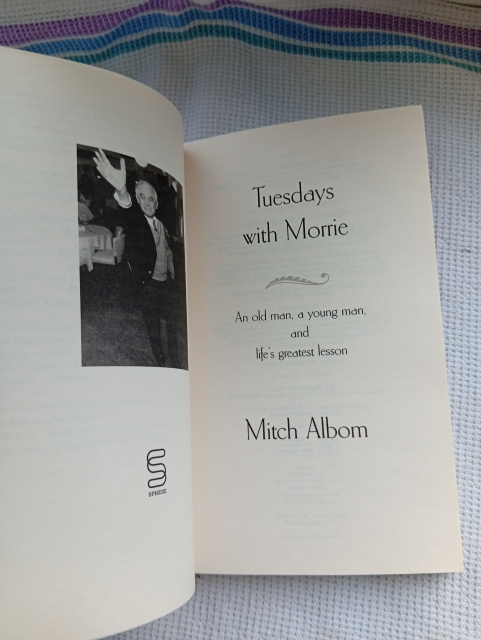 SPHERE
Tuesdays
with Morrie
An old man, a young man,
and
life's greatest lesson
Mitch Albom